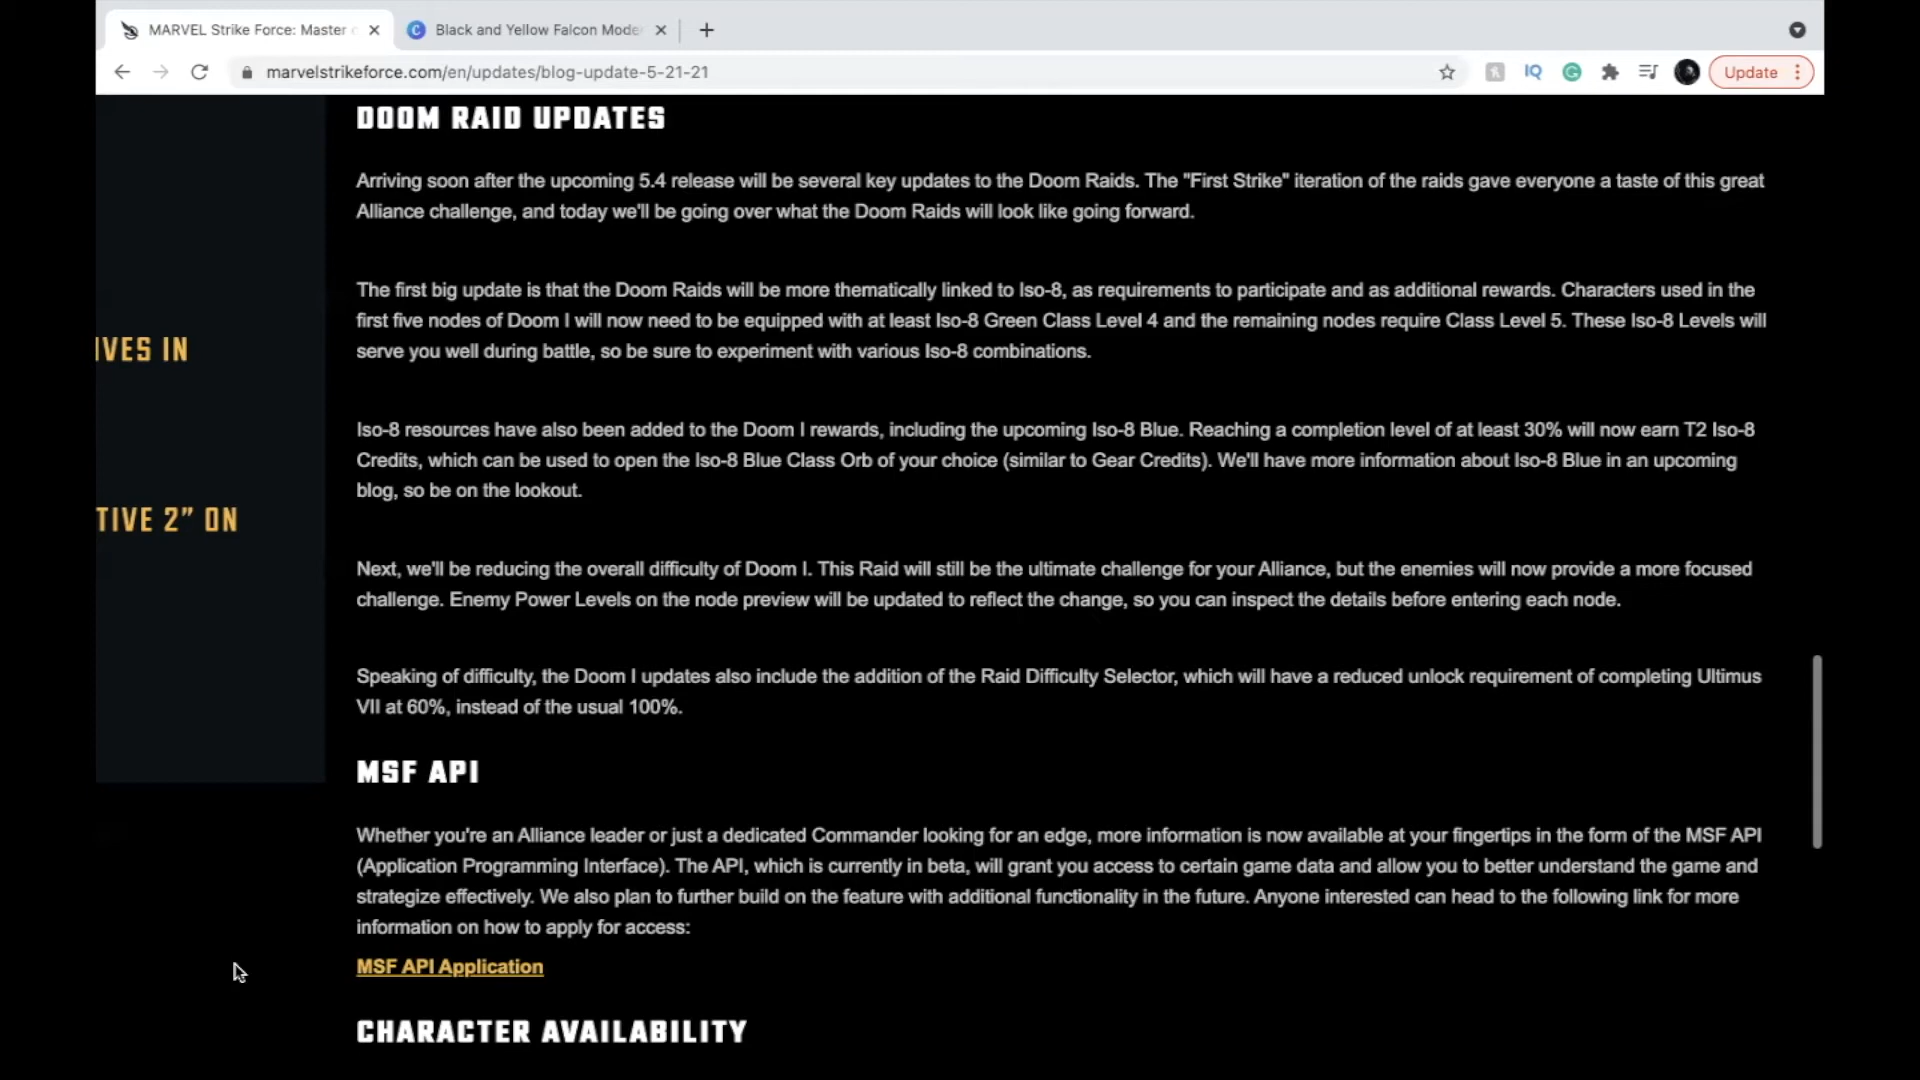 MARVEL Strike Force: Master
Black and Yellow Falcon Mode
marvelstrikeforce.com/en/updates/blog-update-5-21-21
IQ
Update
DOOM RAID UPDATES
Arriving soon after the upcoming 5.4 release will be several key updates to the Doom Raids. The "First Strike" iteration of the raids gave everyone a taste of this great
Alliance challenge, and today we'll be going over what the Doom Raids will look like going forward.
The first big update is that the Doom Raids will be more thematically linked to Iso-8, as requirements to participate and as additional rewards. Characters used in the
first five nodes of Doom I will now need to be equipped with at least Iso-8 Green Class Level 4 and the remaining nodes require Class Level 5. These Iso-8 Levels will
serve you well during battle, so be sure to experiment with various Iso-8 combinations.
IVES IN
Iso-8 resources have also been added to the Doom I rewards, including the upcoming Iso-8 Blue. Reaching a completion level of at least 30% will now earn T2 Iso-8
Credits, which can be used to open the Iso-8 Blue Class Orb of your choice (similar to Gear Credits). We'll have more information about Iso-8 Blue in an upcoming
blog, so be on the lookout.
TIVE 2” ON
Next, we'll be reducing the overall difficulty of Doom I. This Raid will still be the ultimate challenge for your Alliance, but the enemies will now provide a more focused
challenge. Enemy Power Levels on the node preview will be updated to reflect the change, so you can inspect the details before entering each node.
Speaking of difficulty, the Doom I updates also include the addition of the Raid Difficulty Selector, which will have a reduced unlock requirement of completing Ultimus
VII at 60%, instead of the usual 100%.
MSF API
Whether you're an Alliance leader or just a dedicated Commander looking for an edge, more information is now available at your fingertips in the form of the MSF API
(Application Programming Interface). The API, which is currently in beta, will grant you access to certain game data and allow you to better understand the game and
strategize effectively. We also plan to further build on the feature with additional functionality in the future. Anyone interested can head to the following link for more
information on how to apply for access:
MSF API Application
CHARACTER AVAILABILITY